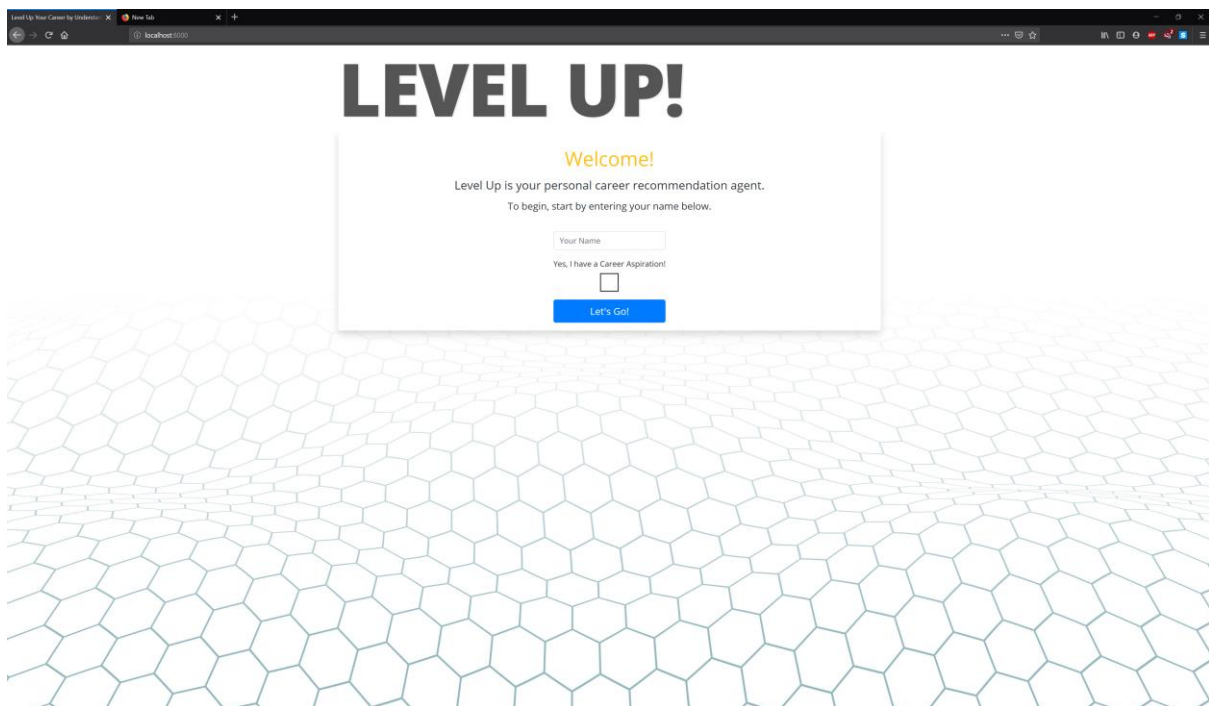 Level Up Your Career by Understan
New Tab
localhost:8000
LEVEL UP!
Welcome!
Level Up is your personal career recommendation agent.
To begin, start by entering your name below.
Your Name
Yes, I have a Career Aspiration!
Let's Go!